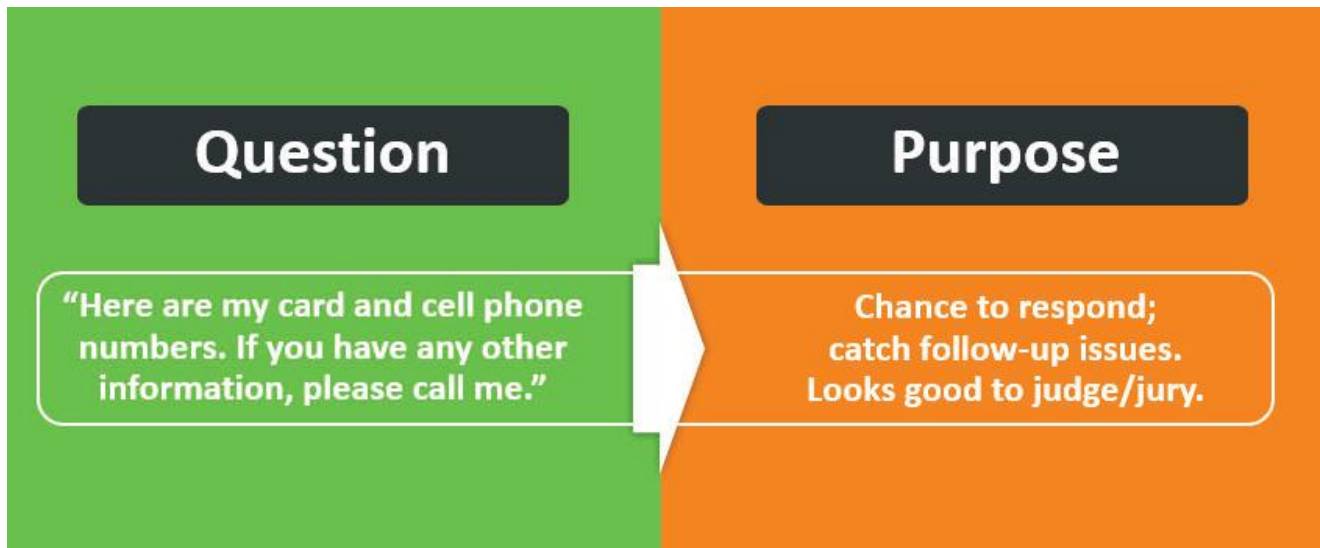 Question
“Here are my card and cell phone
numbers. If you have any other
information, please call me.”
Purpose
Chance to respond;
catch follow-up issues.
Looks good to judge/jury.